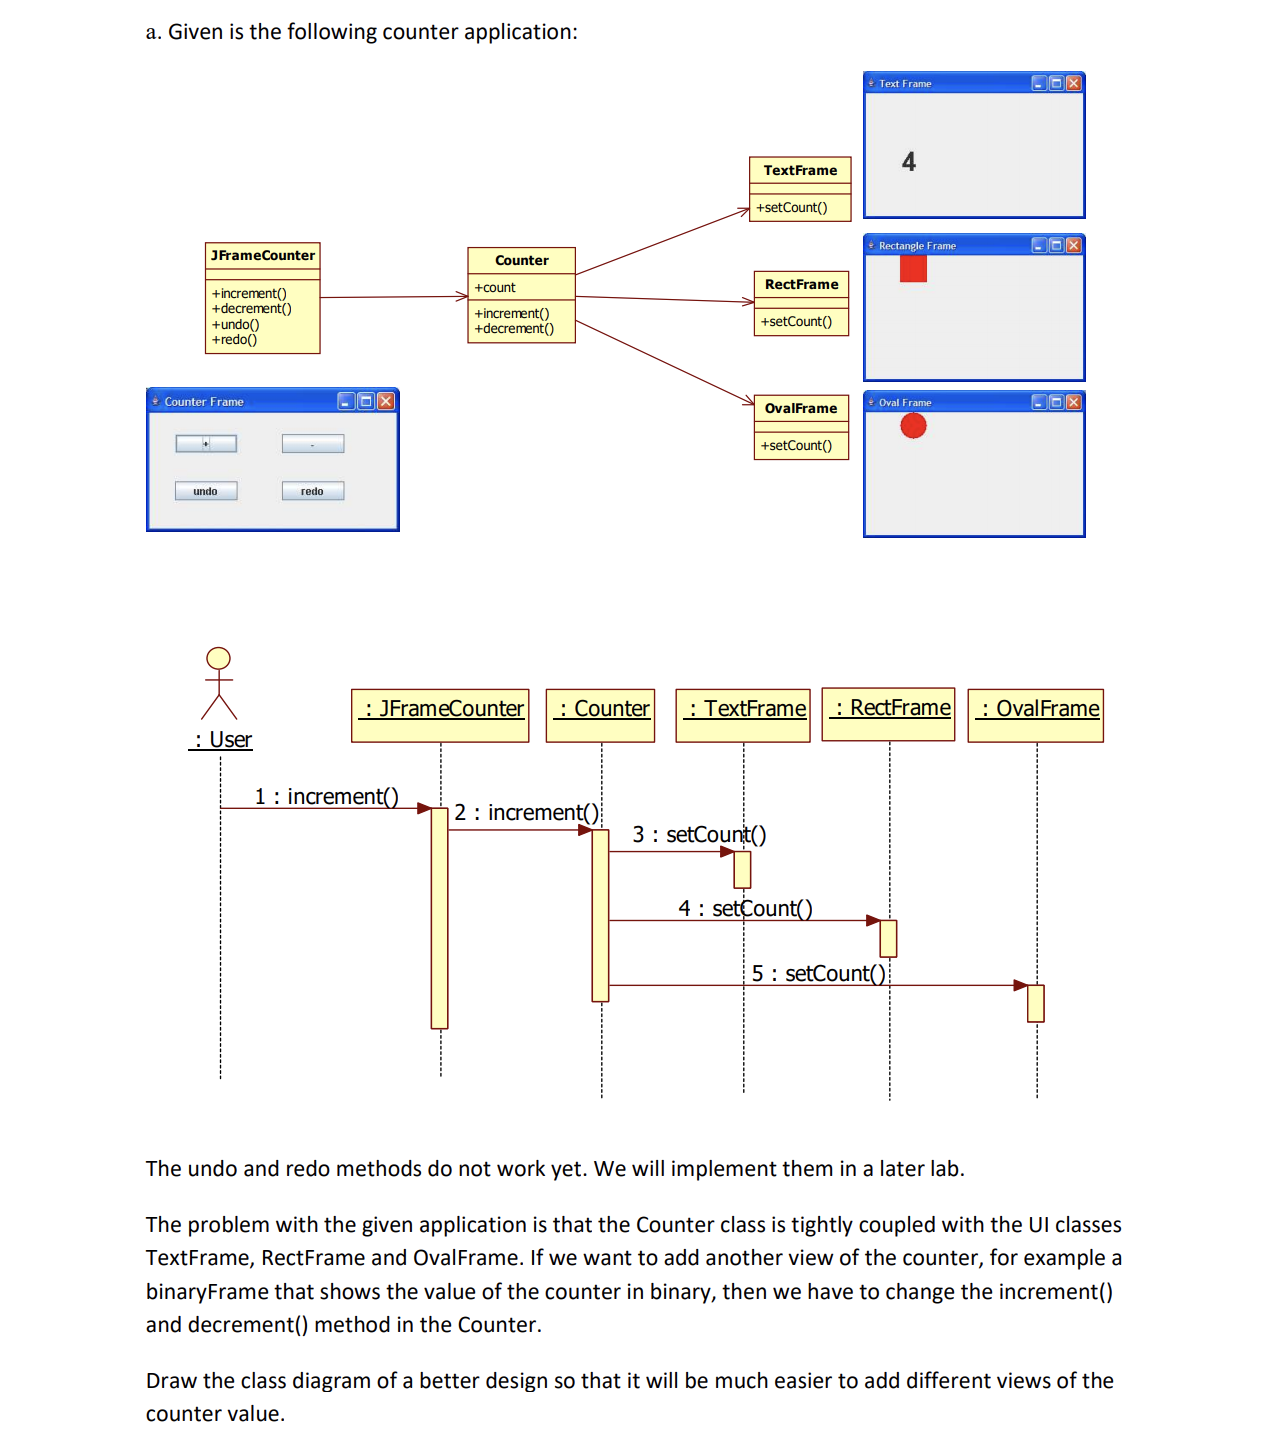 a. Given is the following counter application:
Text Frame
4
TextFrame
+setCount()
JFrameCounter
+increment()
+decrement()
+undo()
+redo()
Counter
+count
+increment()
+decrement()
Rectangle Frame
RectFrame
+setCount()
Counter Frame
+
-
undo
redo
Oval Frame
OvalFrame
+setCount()
: User
: JFrameCounter
: Counter
: TextFrame
: RectFrame
: OvalFrame
1 : increment()
2 : increment()
3 : setCount()
4 : setCount()
5 : setCount()
The undo and redo methods do not work yet. We will implement them in a later lab.
The problem with the given application is that the Counter class is tightly coupled with the UI classes
TextFrame, RectFrame and OvalFrame. If we want to add another view of the counter, for example a
binaryFrame that shows the value of the counter in binary, then we have to change the increment()
and decrement() method in the Counter.
Draw the class diagram of a better design so that it will be much easier to add different views of the
counter value.